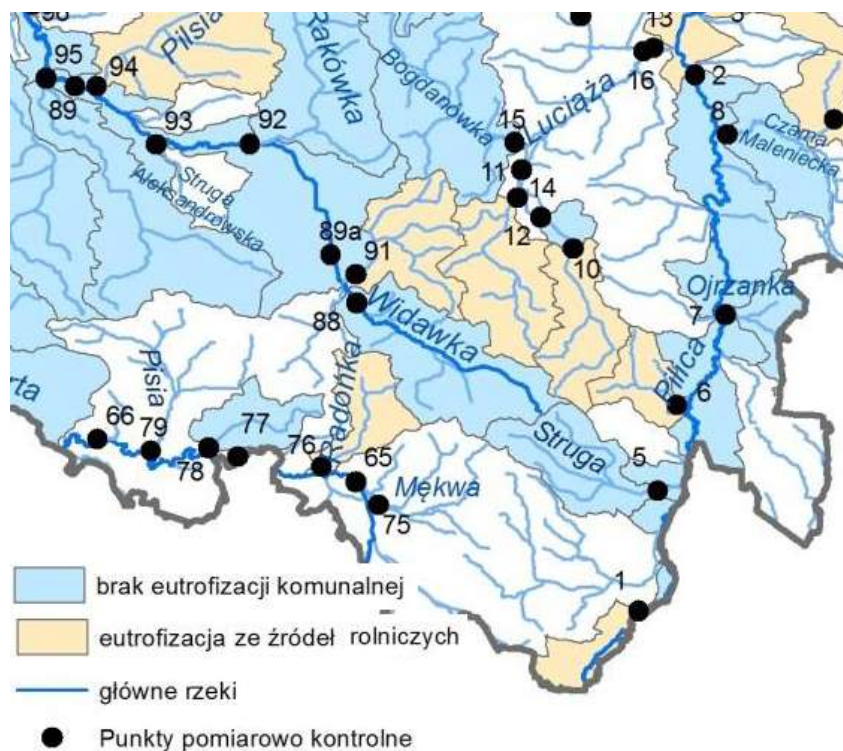 98
95
94
89
Pilsia
93
92
Struga
Aleksandrowska
Rakówka
Bogdanówka
15
Luciąża
13
16
3
2
8
Czarna
Maleniecka
11
14
12
10
89a
91
88
Widawka
Ojrzanka
7
Pilica
6
Pisia
66
79
77
78
76
65
Mękwa
75
Struga
5
1
brak eutrofizacji komunalnej
eutrofizacja ze źródeł rolniczych
główne rzeki
Punkty pomiarowo kontrolne